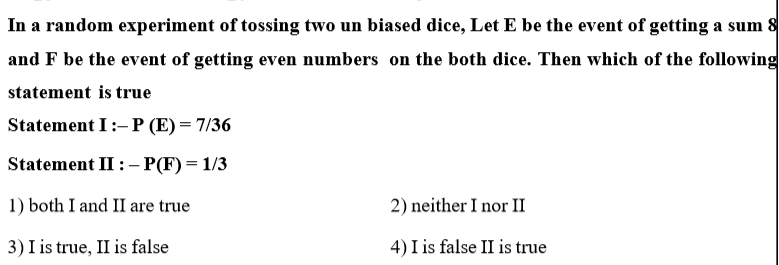 In a random experiment of tossing two un biased dice, Let E be the event of getting a sum 8
and F be the event of getting even numbers on the both dice. Then which of the following
statement is true
Statement I :– P (E) = 7/36
Statement II : – P(F) = 1/3
1) both I and II are true 2) neither I nor II
3) I is true, II is false 4) I is false II is true